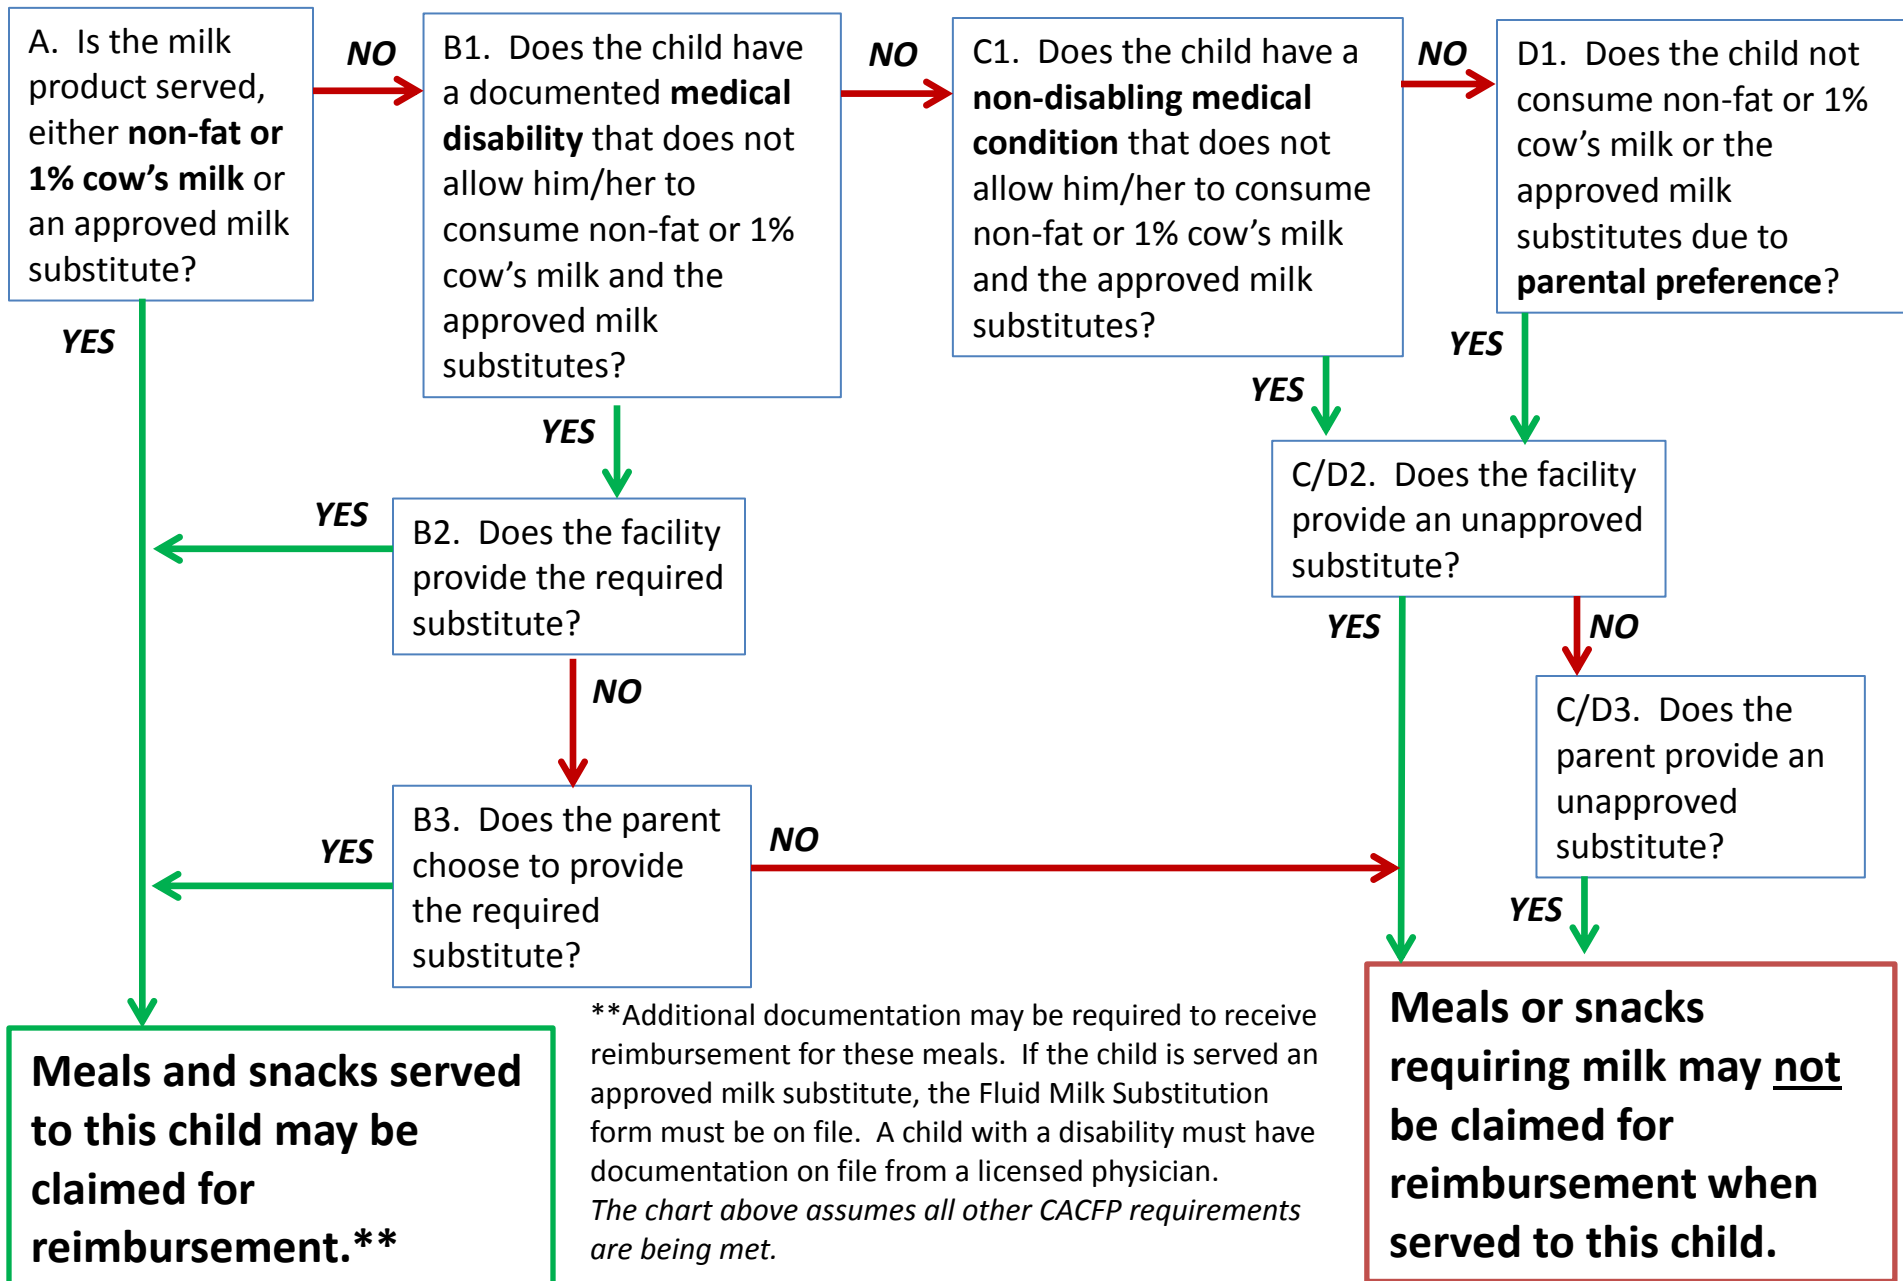 A. Is the milk
product served,
either non-fat or
1% cow’s milk or
an approved milk
substitute?
NO
B1. Does the child have
a documented medical
disability that does not
allow him/her to
consume non-fat or 1%
cow’s milk and the
approved milk
substitutes?
NO
C1. Does the child have a
non-disabling medical
condition that does not
allow him/her to consume
non-fat or 1% cow’s milk
and the approved milk
substitutes?
NO
D1. Does the child not
consume non-fat or 1%
cow’s milk or the
approved milk
substitutes due to
parental preference?
YES
YES
YES
YES
B2. Does the facility
provide the required
substitute?
YES
NO
C/D2. Does the facility
provide an unapproved
substitute?
YES
NO
B3. Does the parent
choose to provide
the required
substitute?
YES
NO
C/D3. Does the
parent provide an
unapproved
substitute?
YES
Meals and snacks served
to this child may be
claimed for
reimbursement.**
**Additional documentation may be required to receive
reimbursement for these meals. If the child is served an
approved milk substitute, the Fluid Milk Substitution
form must be on file. A child with a disability must have
documentation on file from a licensed physician.
The chart above assumes all other CACFP requirements
are being met.
Meals or snacks
requiring milk may not
be claimed for
reimbursement when
served to this child.